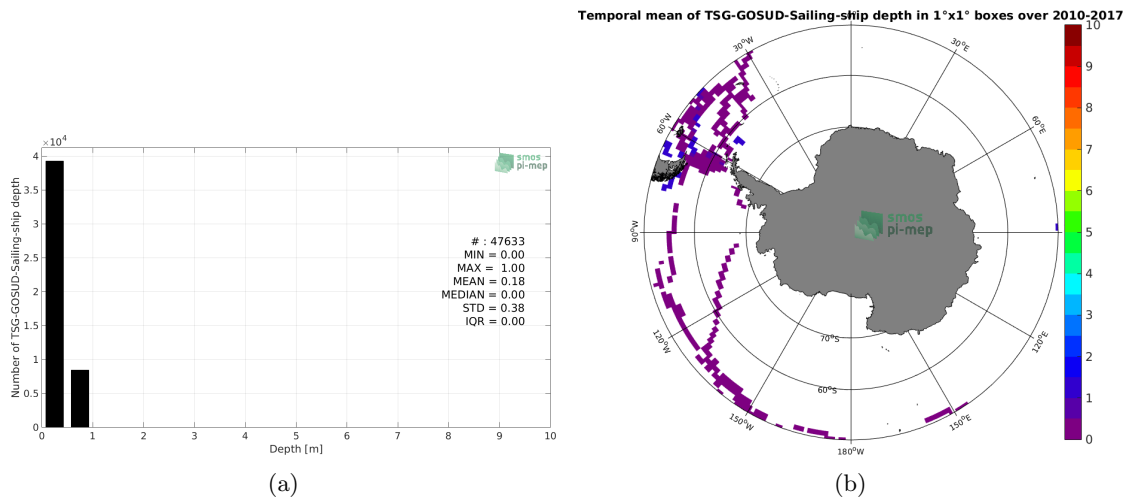 Temporal mean of TSG-GOSUD-Sailing-ship depth in 1°x1° boxes over 2010-2017
×10⁴
4
3.5
3
2.5
2
1.5
1
0.5
0
Number of TSG-GOSUD-Sailing-ship depth
0 1 2 3 4 5 6 7 8 9 10
Depth [m]
smos
pi-mep
# : 47633
MIN = 0.00
MAX = 1.00
MEAN = 0.18
MEDIAN = 0.00
STD = 0.38
IQR = 0.00
(a)
30°W
30°E
60°W
60°E
90°W
120°W
120°E
150°W
150°E
180°W
70°S
60°S
smos
pi-mep
10
9
8
7
6
5
4
3
2
1
0
(b)